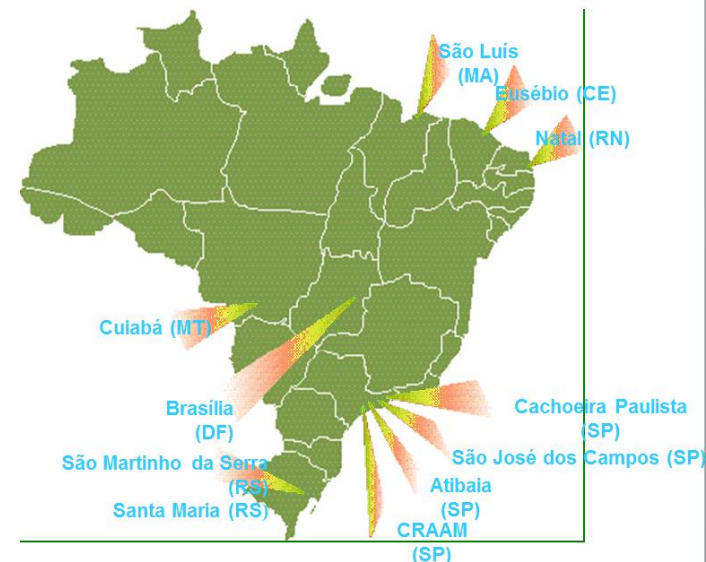 São Luís
(MA)
Eusébio (CE)
Natal (RN)
Cuiabá (MT)
Brasília
(DF)
Cachoeira Paulista
(SP)
São José dos Campos (SP)
São Martinho da Serra
(RS)
Santa Maria (RS)
Atibaia
(SP)
CRAAM
(SP)